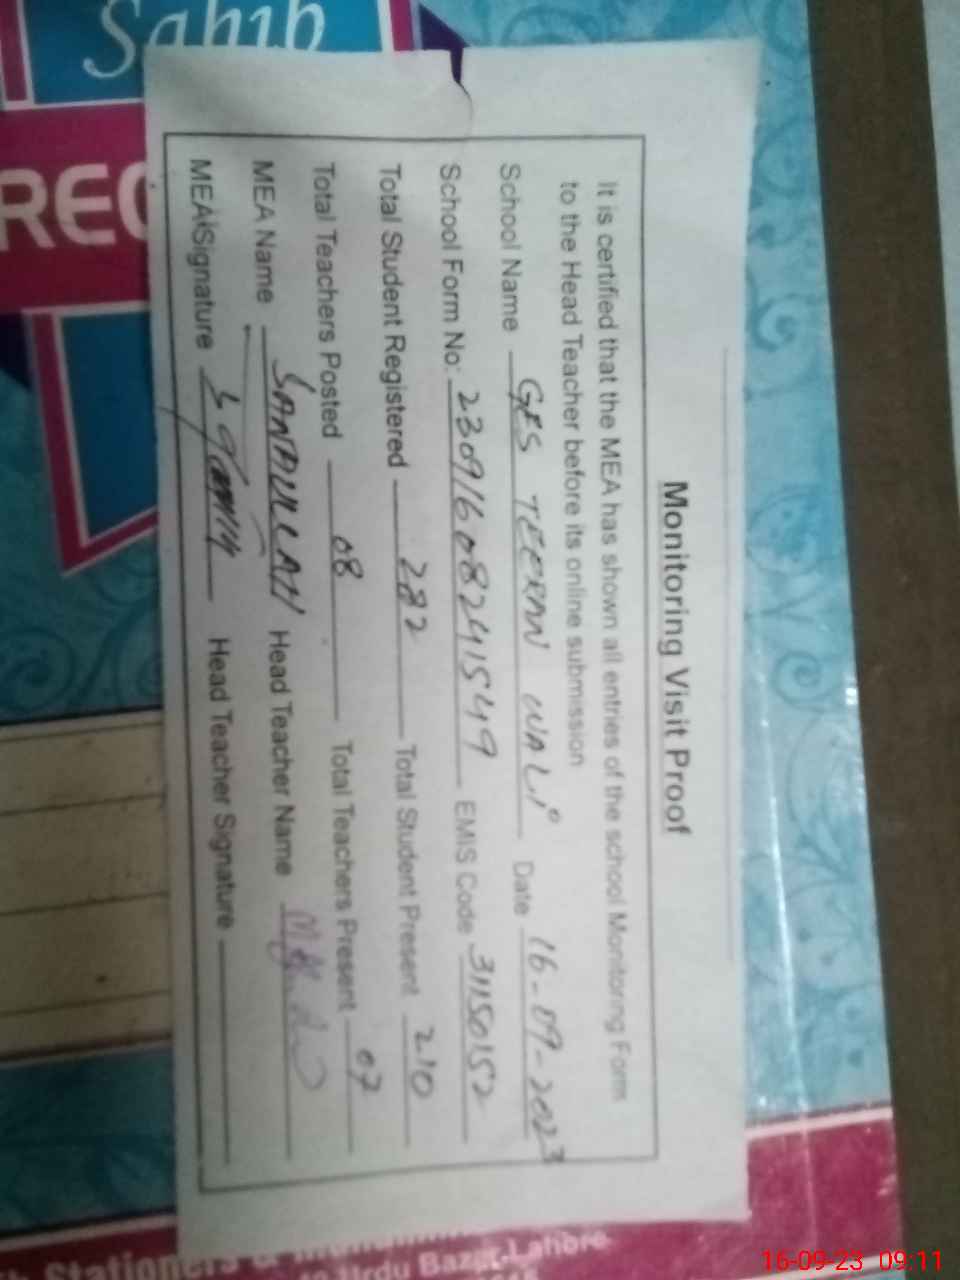 Sahib
REC
Monitoring Visit Proof
It is certified that the MEA has shown all entries of the school Monitoring Form
to the Head Teacher before its online submission
School Name GES TEERAN WALI Date 16-09-2023
School Form No: 23091608241549 EMIS Code 31150152
Total Student Registered 282 Total Student Present 210
Total Teachers Posted 08 Total Teachers Present 07
MEA Name SANAULLAH Head Teacher Name
MEA Signature Head Teacher Signature
Urdu Bazar, Lahore
16-09-23 09:11